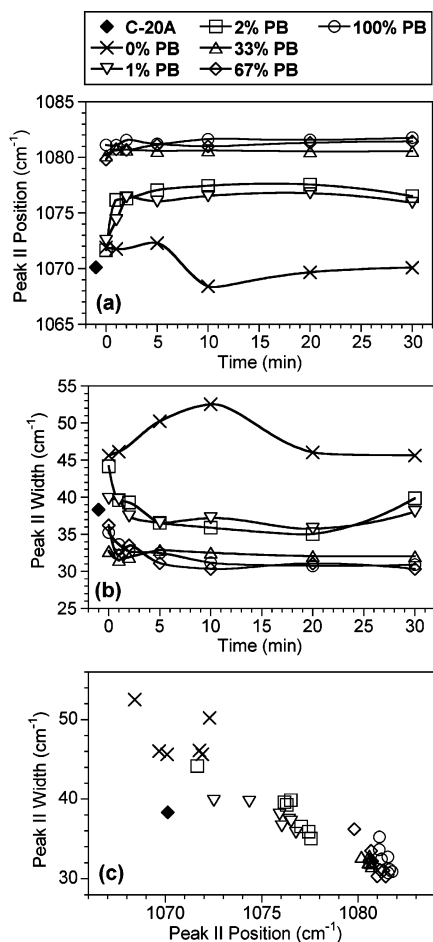 C-20A 2% PB 100% PB
0% PB 33% PB
1% PB 67% PB
1085
1080
1075
1070
1065
Peak II Position (cm-1)
(a)
0 5 10 15 20 25 30
Time (min)
55
50
45
40
35
30
25
Peak II Width (cm-1)
(b)
0 5 10 15 20 25 30
Time (min)
50
40
30
Peak II Width (cm-1)
(c)
1070 1075 1080
Peak II Position (cm-1)